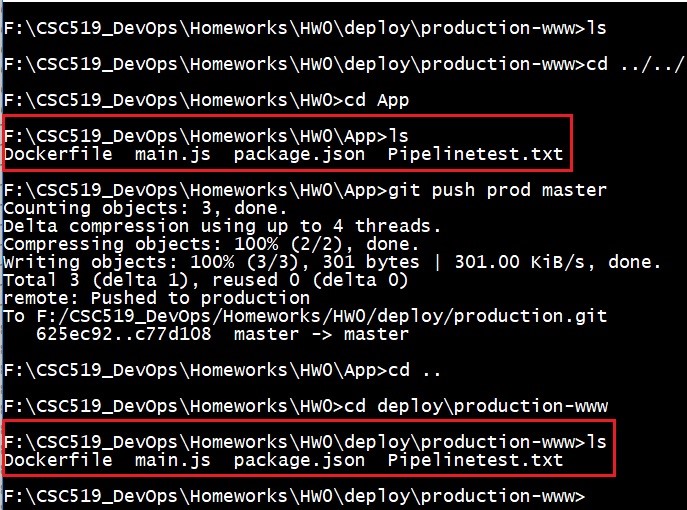 F:\CSC519_DevOps\Homeworks\HW0\deploy\production-www>ls
F:\CSC519_DevOps\Homeworks\HW0\deploy\production-www>cd ../../
F:\CSC519_DevOps\Homeworks\HW0>cd App
F:\CSC519_DevOps\Homeworks\HW0\App>ls
Dockerfile  main.js  package.json  Pipelinetest.txt
F:\CSC519_DevOps\Homeworks\HW0\App>git push prod master
Counting objects: 3, done.
Delta compression using up to 4 threads.
Compressing objects: 100% (2/2), done.
Writing objects: 100% (3/3), 301 bytes | 301.00 KiB/s, done.
Total 3 (delta 1), reused 0 (delta 0)
remote: Pushed to production
To F:/CSC519_DevOps/Homeworks/HW0/deploy/production.git
   625ec92..c77d108  master -> master
F:\CSC519_DevOps\Homeworks\HW0\App>cd ..
F:\CSC519_DevOps\Homeworks\HW0>cd deploy\production-www
F:\CSC519_DevOps\Homeworks\HW0\deploy\production-www>ls
Dockerfile  main.js  package.json  Pipelinetest.txt
F:\CSC519_DevOps\Homeworks\HW0\deploy\production-www>